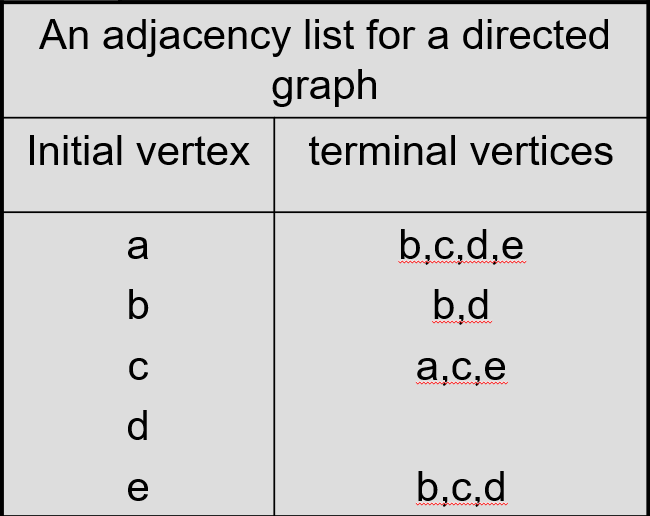 An adjacency list for a directed
graph
Initial vertex terminal vertices
a b,c,d,e
b b,d
c a,c,e
d
e b,c,d